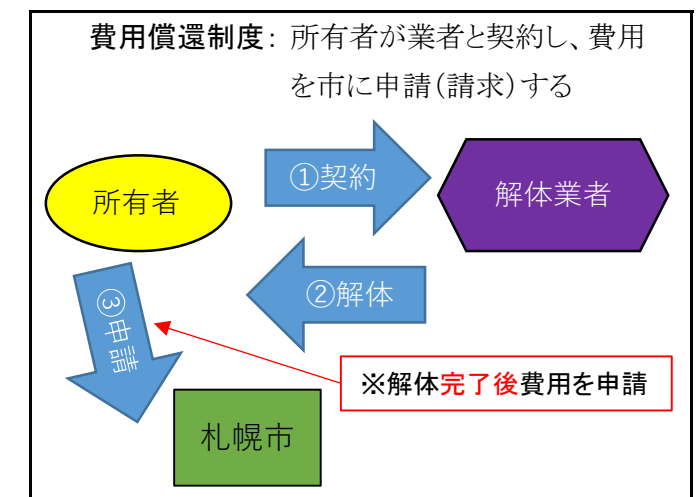 費用償還制度：所有者が業者と契約し、費用
を市に申請（請求）する
①契約
所有者
解体業者
②解体
③申請
※解体完了後費用を申請
札幌市